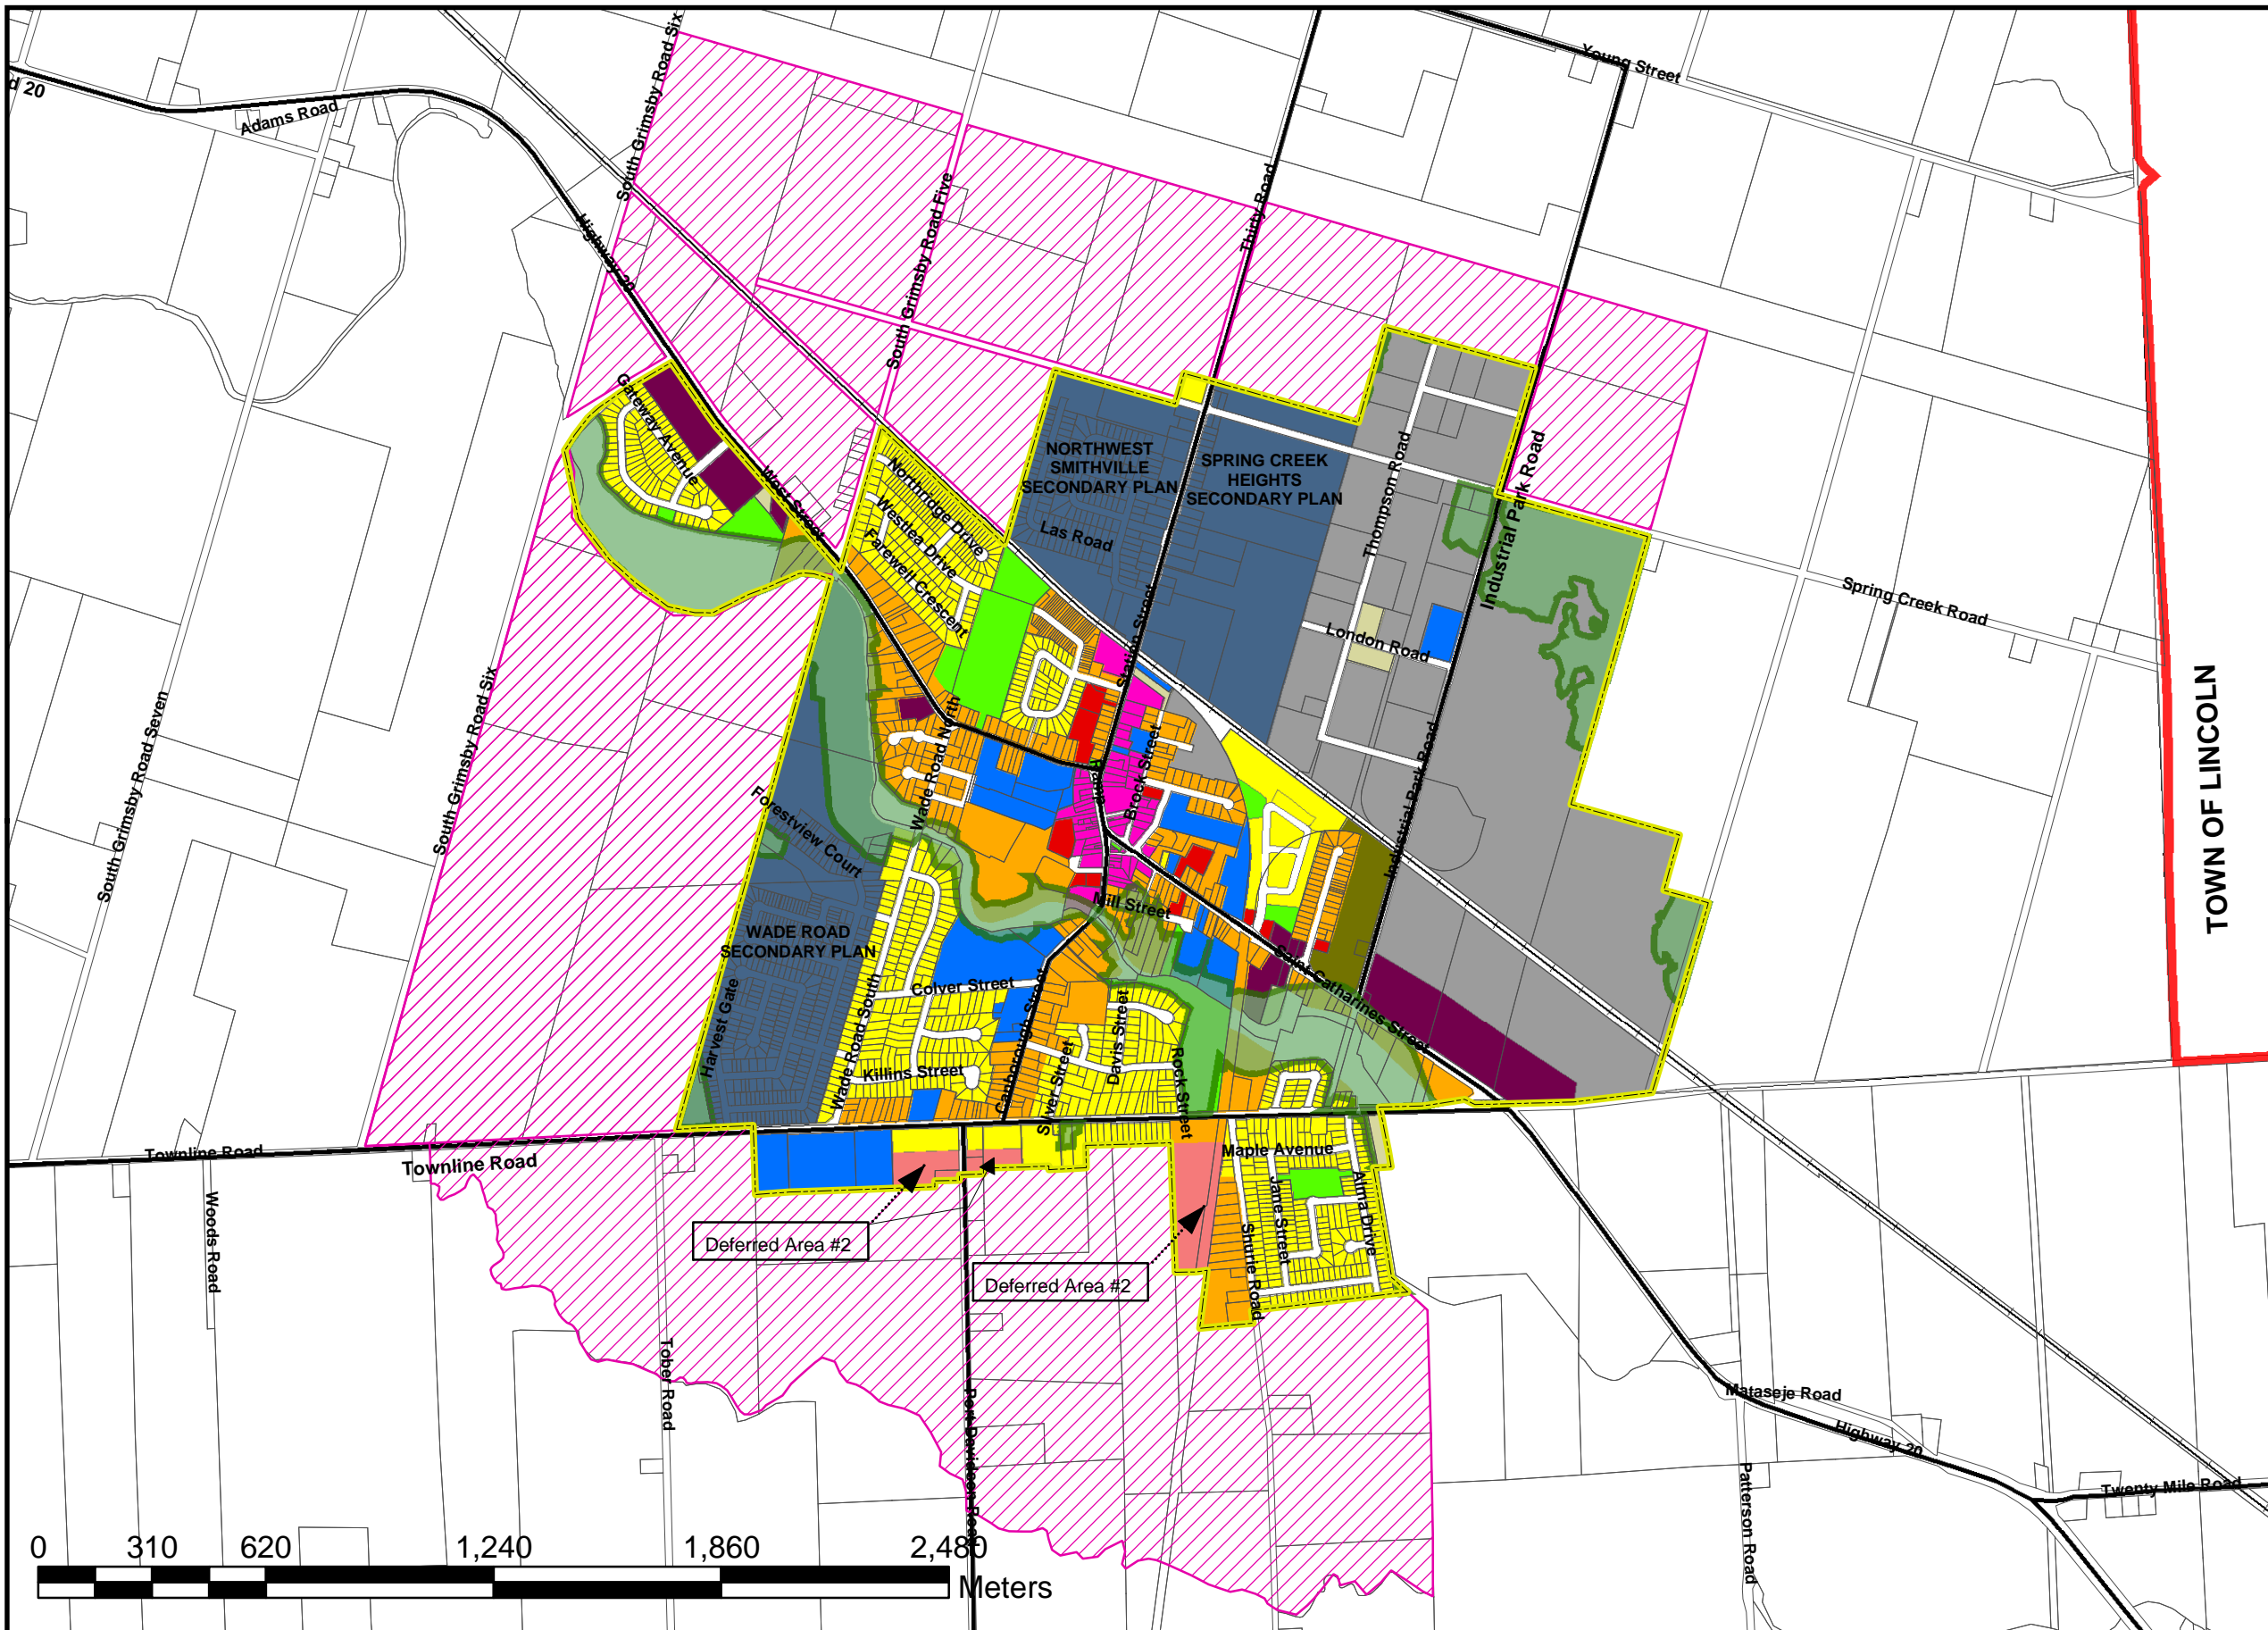 Young Street
d 20
Adams Road
South Grimsby Road Six
South Grimsby Road Five
Thirty Road
Highway 20
Gateway Avenue
West Street
Northridge Drive
Westlea Drive
Farewell Crescent
NORTHWEST
SMITHVILLE
SECONDARY PLAN
SPRING CREEK
HEIGHTS
SECONDARY PLAN
Las Road
Thompson Road
Industrial Park Road
Spring Creek Road
London Road
Station Street
TOWN OF LINCOLN
South Grimsby Road Seven
South Grimsby Road Six
Wade Road North
Brock Street
Industrial Park Road
Forestview Court
Mill Street
WADE ROAD
SECONDARY PLAN
Saint Catharines Street
Colver Street
Harvest Gate
Wade Road South
Canborough Street
Davis Street
Killins Street
Silver Street
Rock Street
Townline Road
Townline Road
Maple Avenue
Woods Road
Jane Street
Alma Drive
Shurie Road
Deferred Area #2
Deferred Area #2
Tober Road
Port Davidson Road
Mataseje Road
Highway 20
Patterson Road
Twenty Mile Road
0 310 620 1,240 1,860 2,480
Meters